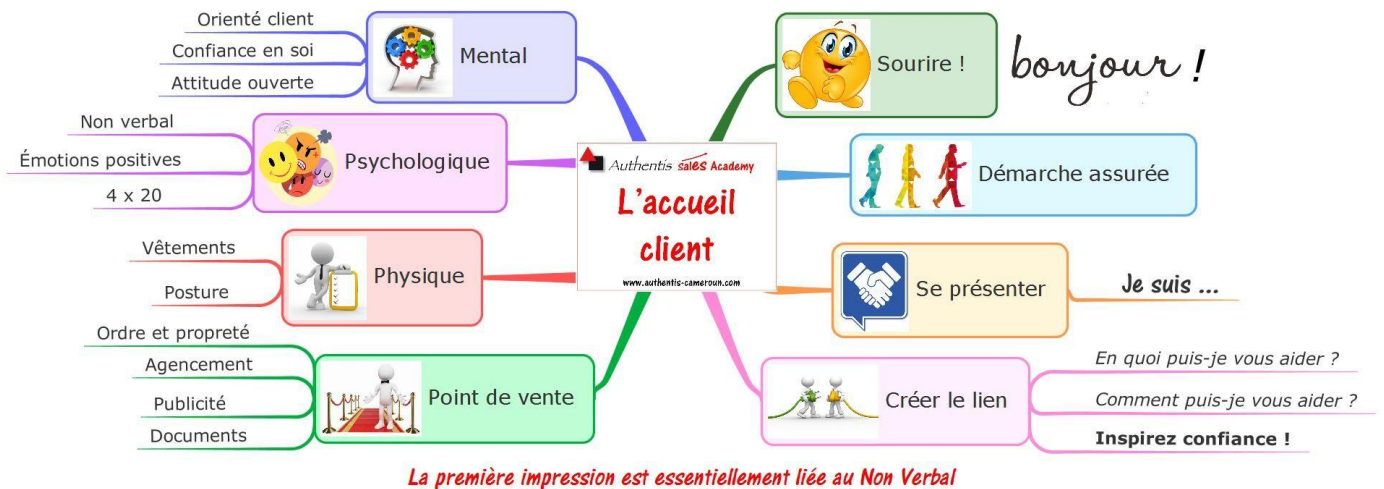 Authentis sales Academy
L'accueil
client
www.authentis-cameroun.com
Mental
Orienté client
Confiance en soi
Attitude ouverte
Psychologique
Non verbal
Émotions positives
4 x 20
Physique
Vêtements
Posture
Point de vente
Ordre et propreté
Agencement
Publicité
Documents
Sourire !
bonjour !
Démarche assurée
Se présenter
Je suis ...
Créer le lien
En quoi puis-je vous aider ?
Comment puis-je vous aider ?
Inspirez confiance !
La première impression est essentiellement liée au Non Verbal